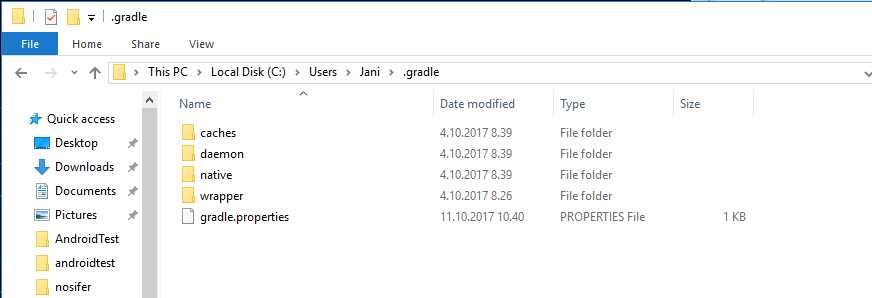 .gradle
File Home Share View
This PC Local Disk (C:) Users Jani .gradle
Name Date modified Type Size
Quick access
Desktop
Downloads
Documents
Pictures
AndroidTest
androidtest
nosifer
caches 4.10.2017 8.39 File folder
daemon 4.10.2017 8.39 File folder
native 4.10.2017 8.39 File folder
wrapper 4.10.2017 8.26 File folder
gradle.properties 11.10.2017 10.40 PROPERTIES File 1 KB